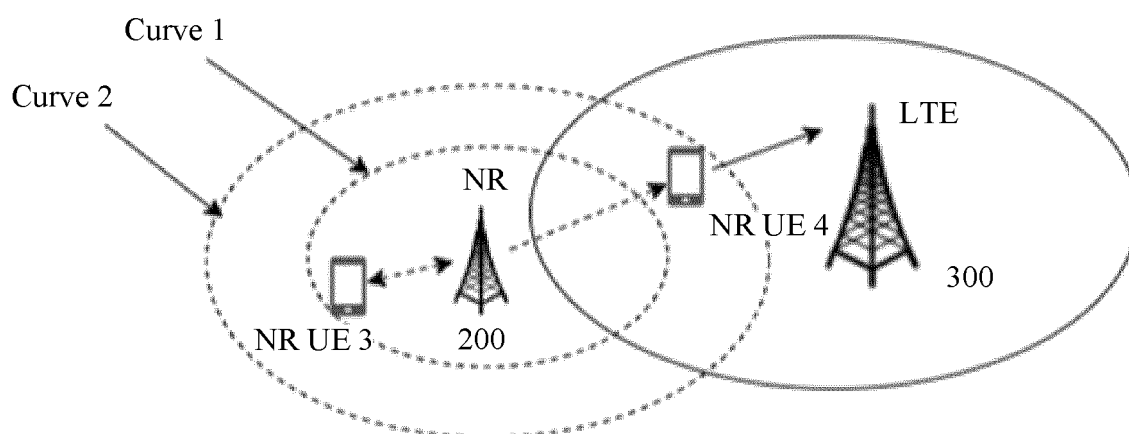 Curve 1
Curve 2
LTE
NR
NR UE 4
300
NR UE 3
200